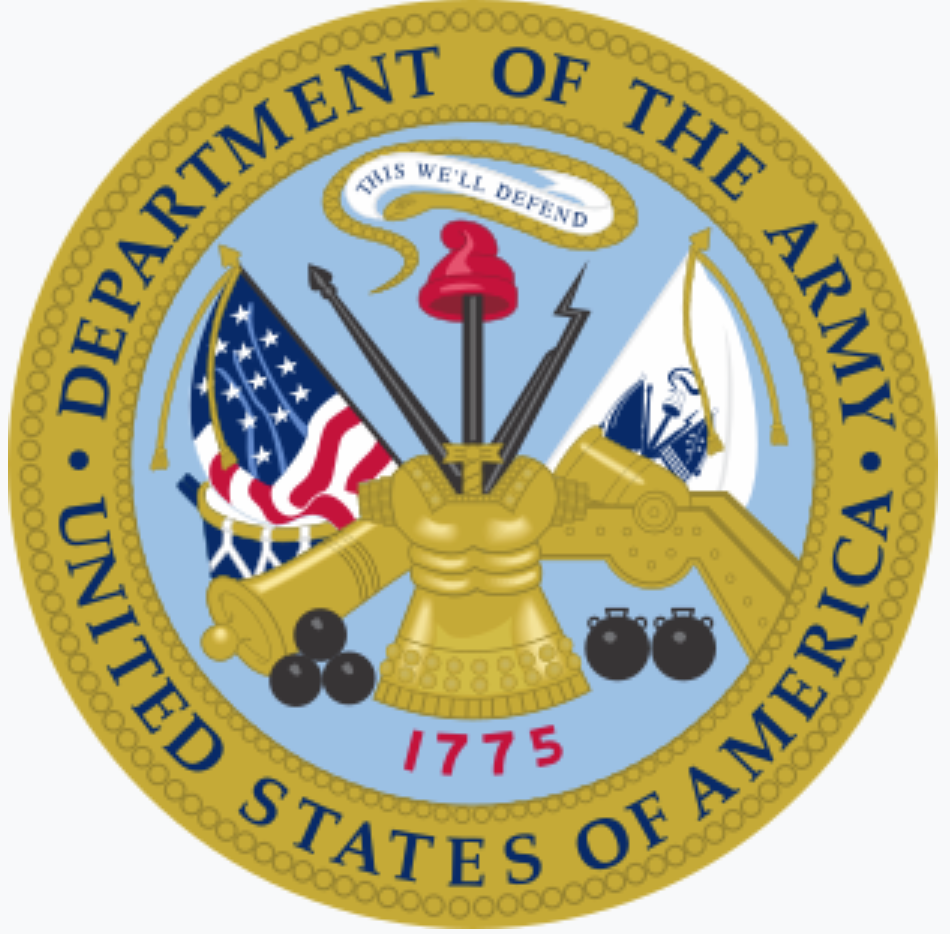 DEPARTMENT OF THE ARMY
THIS WE'LL DEFEND
1775
UNITED STATES OF AMERICA